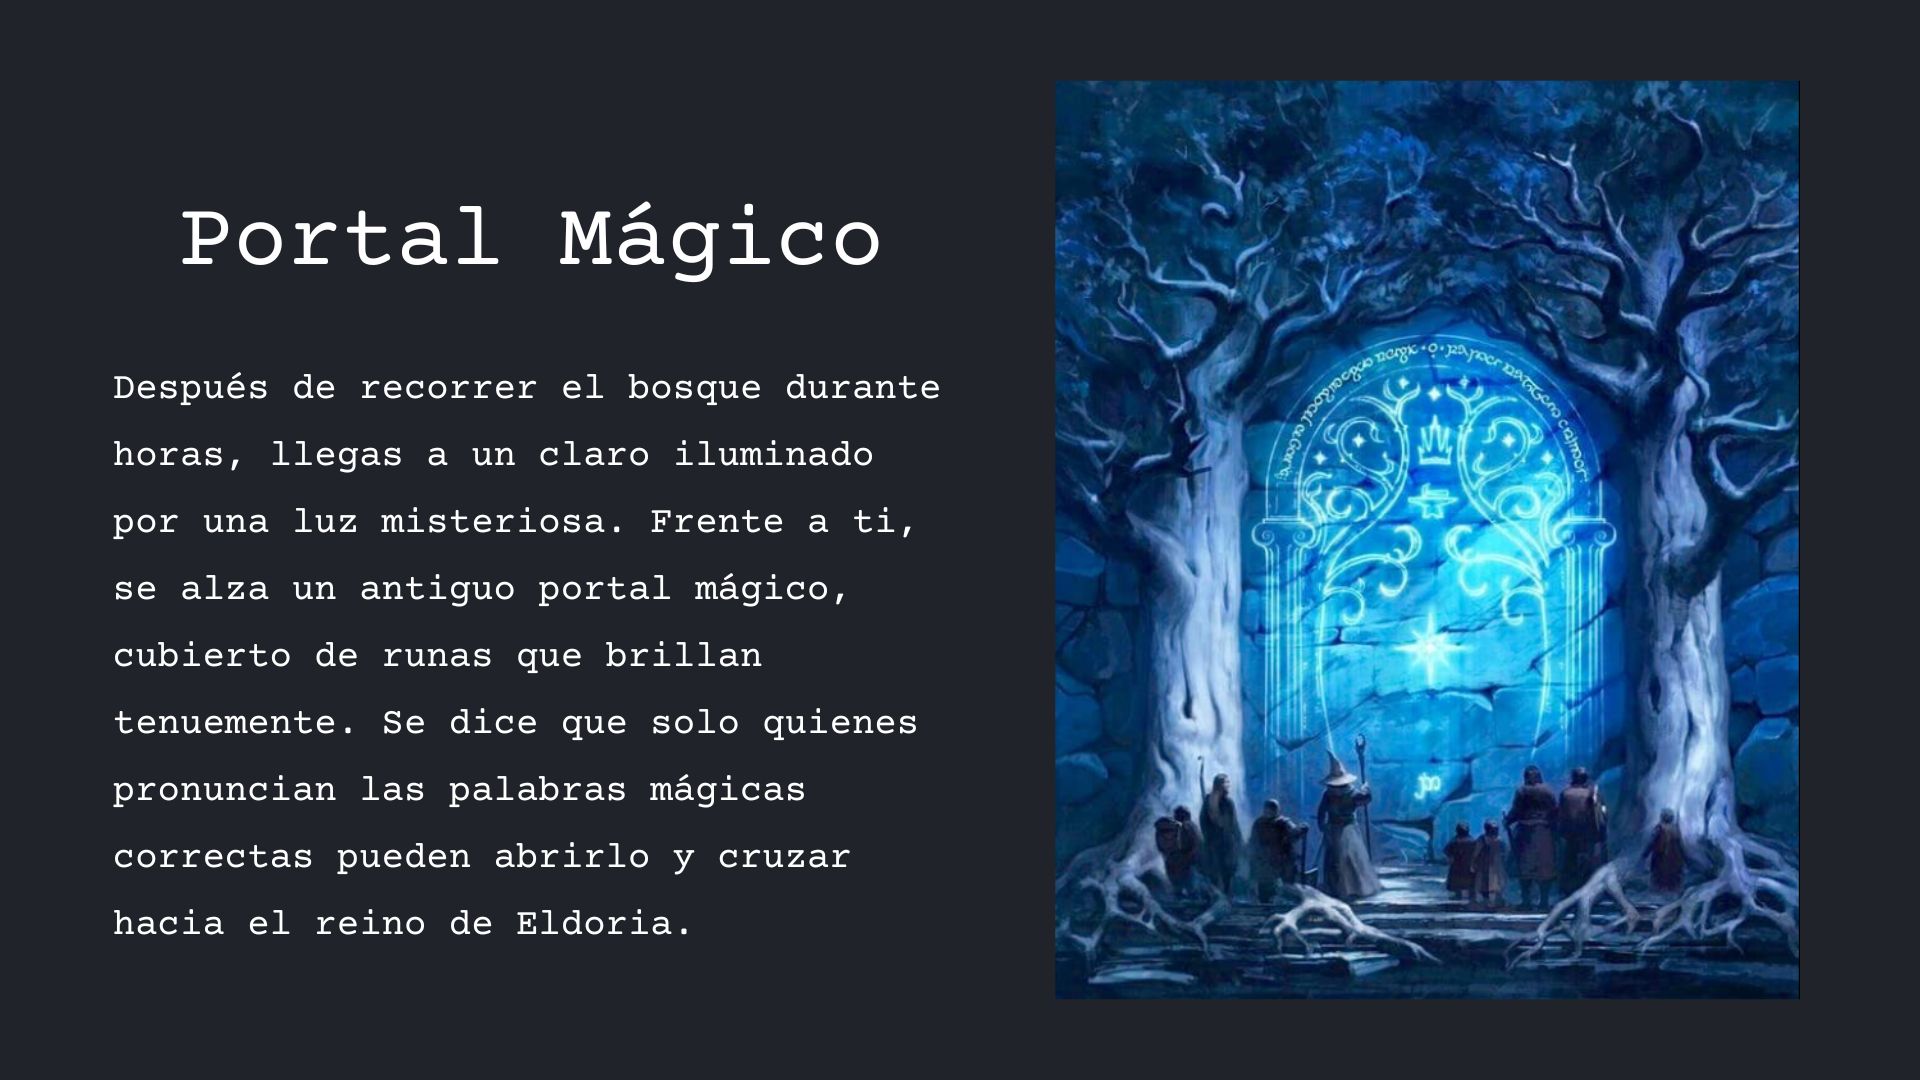 Portal Mágico
Después de recorrer el bosque durante
horas, llegas a un claro iluminado
por una luz misteriosa. Frente a ti,
se alza un antiguo portal mágico,
cubierto de runas que brillan
tenuemente. Se dice que solo quienes
pronuncian las palabras mágicas
correctas pueden abrirlo y cruzar
hacia el reino de Eldoria.